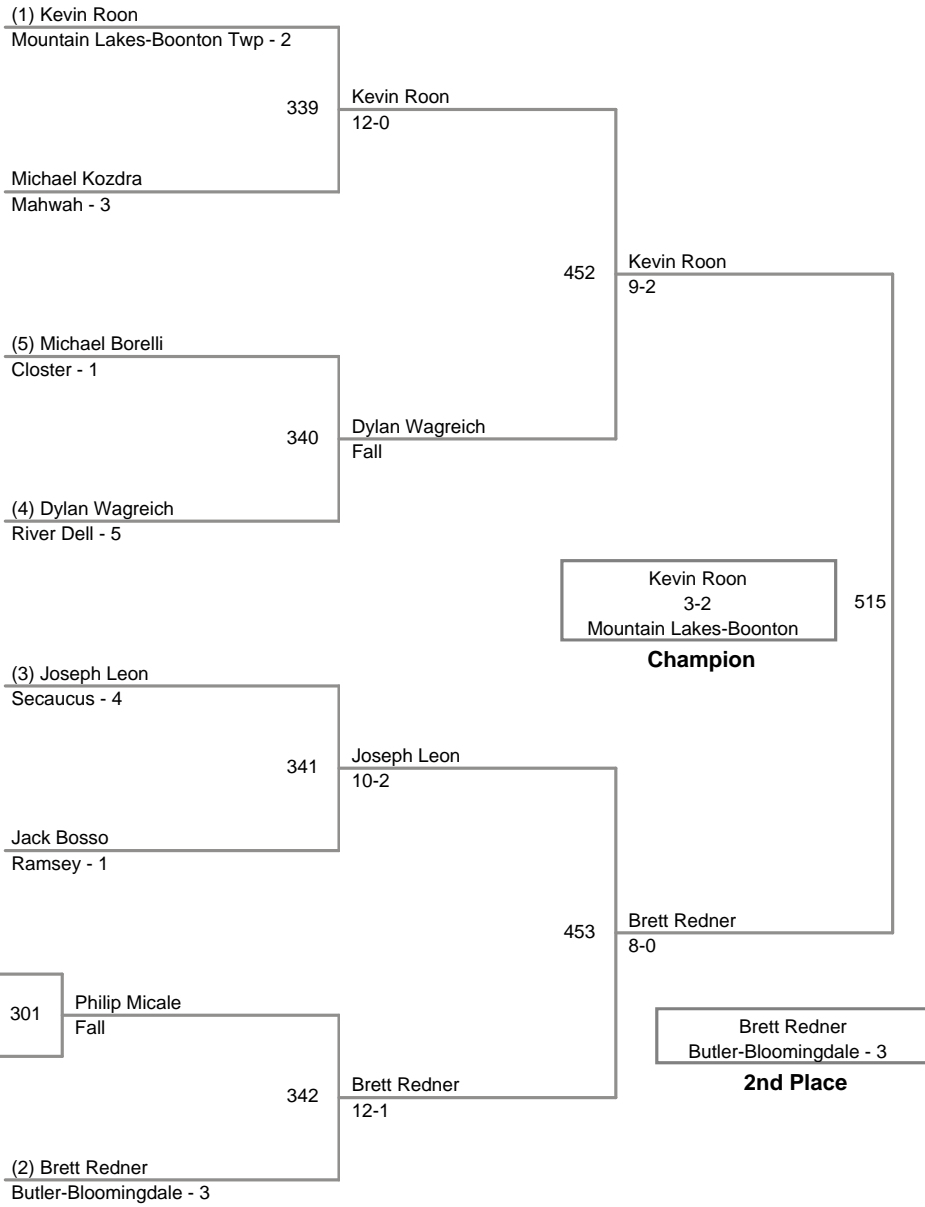 (1) Kevin Roon
Mountain Lakes-Boonton Twp - 2
339
Kevin Roon
12-0
Michael Kozdra
Mahwah - 3
452
Kevin Roon
9-2
(5) Michael Borelli
Closter - 1
340
Dylan Wagreich
Fall
(4) Dylan Wagreich
River Dell - 5
Kevin Roon
3-2
Mountain Lakes-Boonton
515
Champion
(3) Joseph Leon
Secaucus - 4
341
Joseph Leon
10-2
Jack Bosso
Ramsey - 1
453
Brett Redner
8-0
301
Philip Micale
Fall
Brett Redner
Butler-Bloomingdale - 3
2nd Place
342
Brett Redner
12-1
(2) Brett Redner
Butler-Bloomingdale - 3